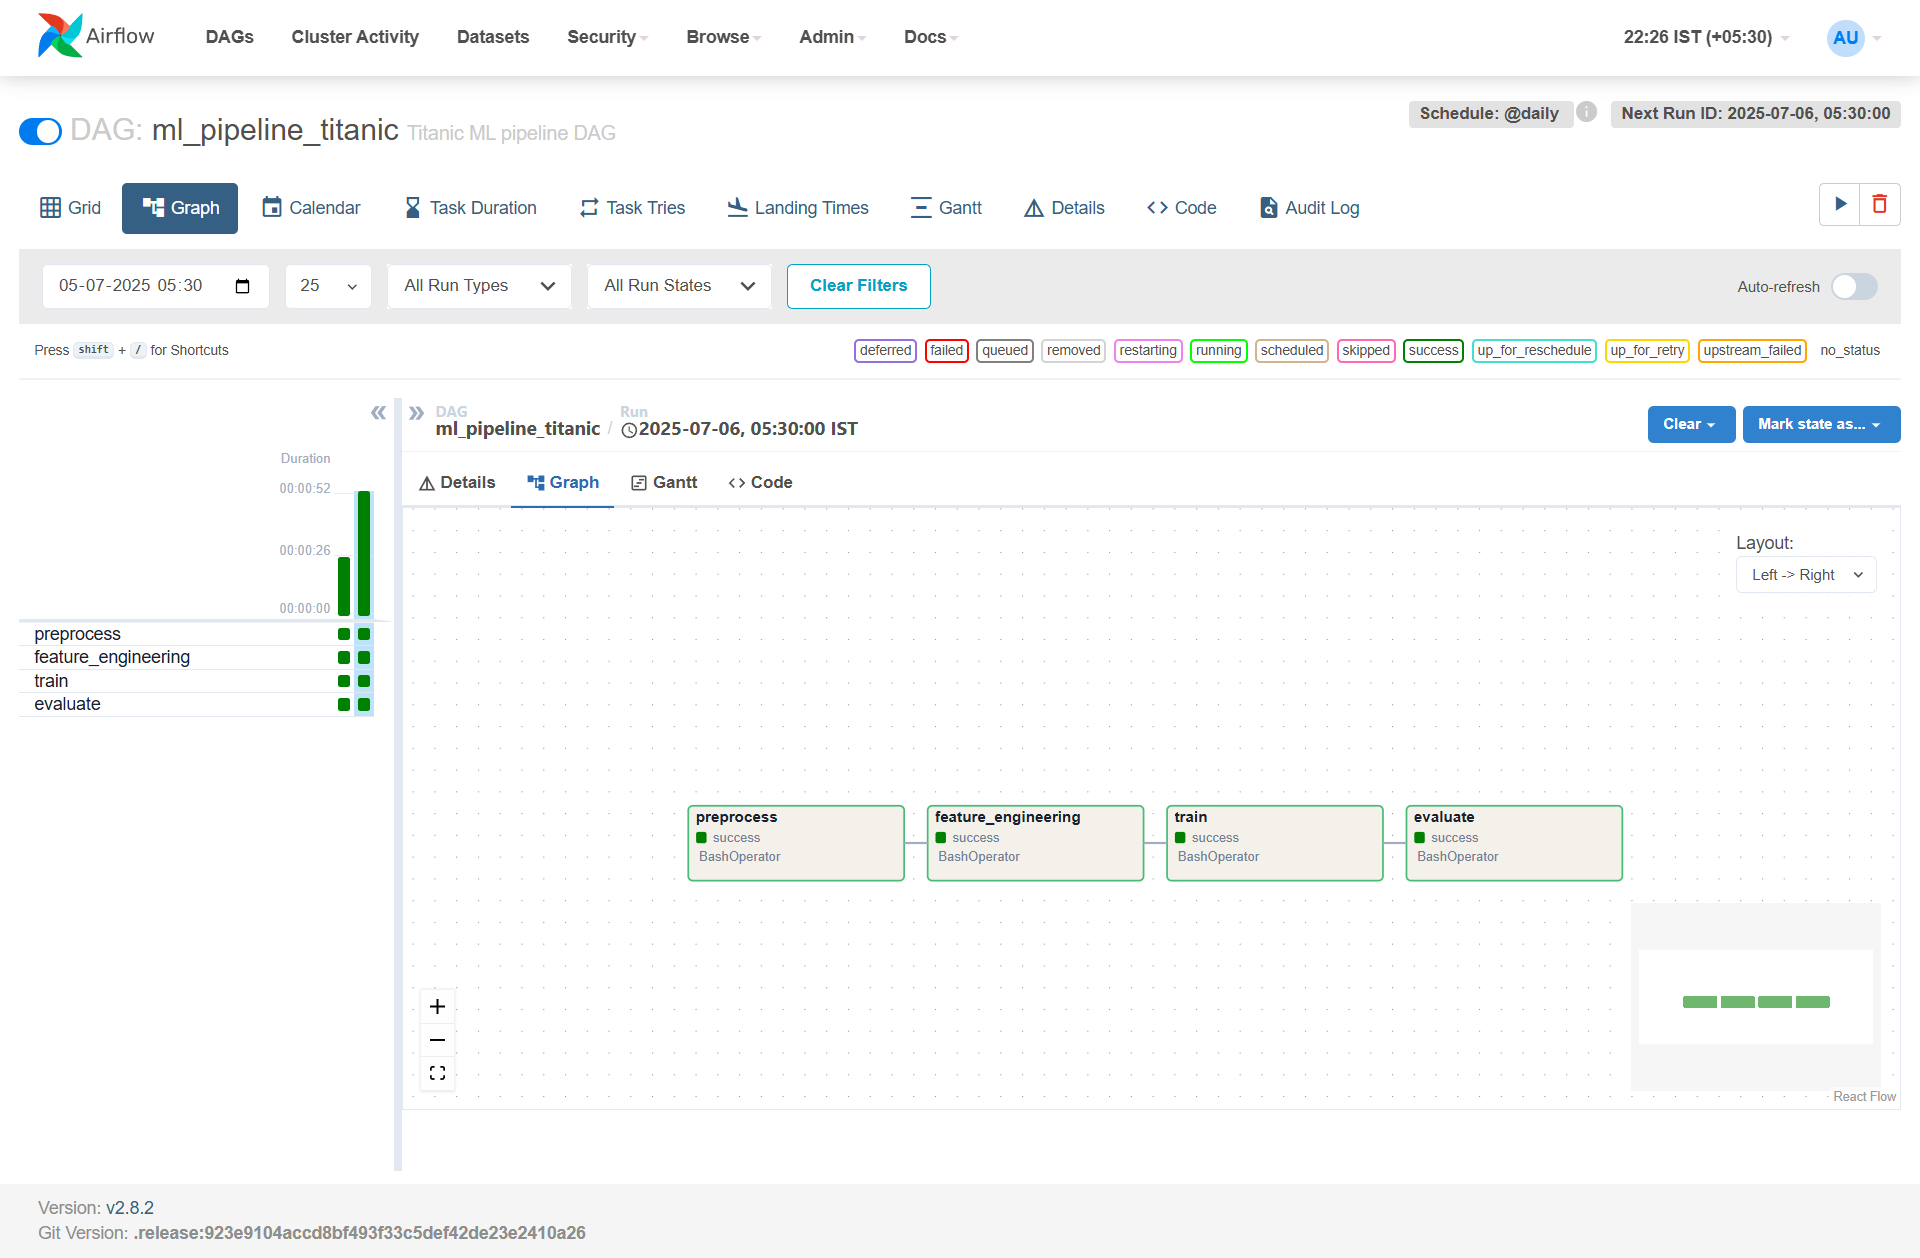 Airflow DAGs Cluster Activity Datasets Security Browse Admin Docs 22:26 IST (+05:30) AU
DAG: ml_pipeline_titanic Titanic ML pipeline DAG
Schedule: @daily i Next Run ID: 2025-07-06, 05:30:00
Grid Graph Calendar Task Duration Task Tries Landing Times Gantt Details Code Audit Log
05-07-2025 05:30 25 All Run Types All Run States Clear Filters Auto-refresh
Press shift + / for Shortcuts deferred failed queued removed restarting running scheduled skipped success up_for_reschedule up_for_retry upstream_failed no_status
DAG
ml_pipeline_titanic /
Run
2025-07-06, 05:30:00 IST
Clear Mark state as...
Duration
00:00:52
00:00:26
00:00:00
preprocess
feature_engineering
train
evaluate
Details Graph Gantt Code
Layout:
Left -> Right
preprocess
success
BashOperator
feature_engineering
success
BashOperator
train
success
BashOperator
evaluate
success
BashOperator
React Flow
Version: v2.8.2
Git Version: .release:923e9104accd8bf493f33c5def42de23e2410a26